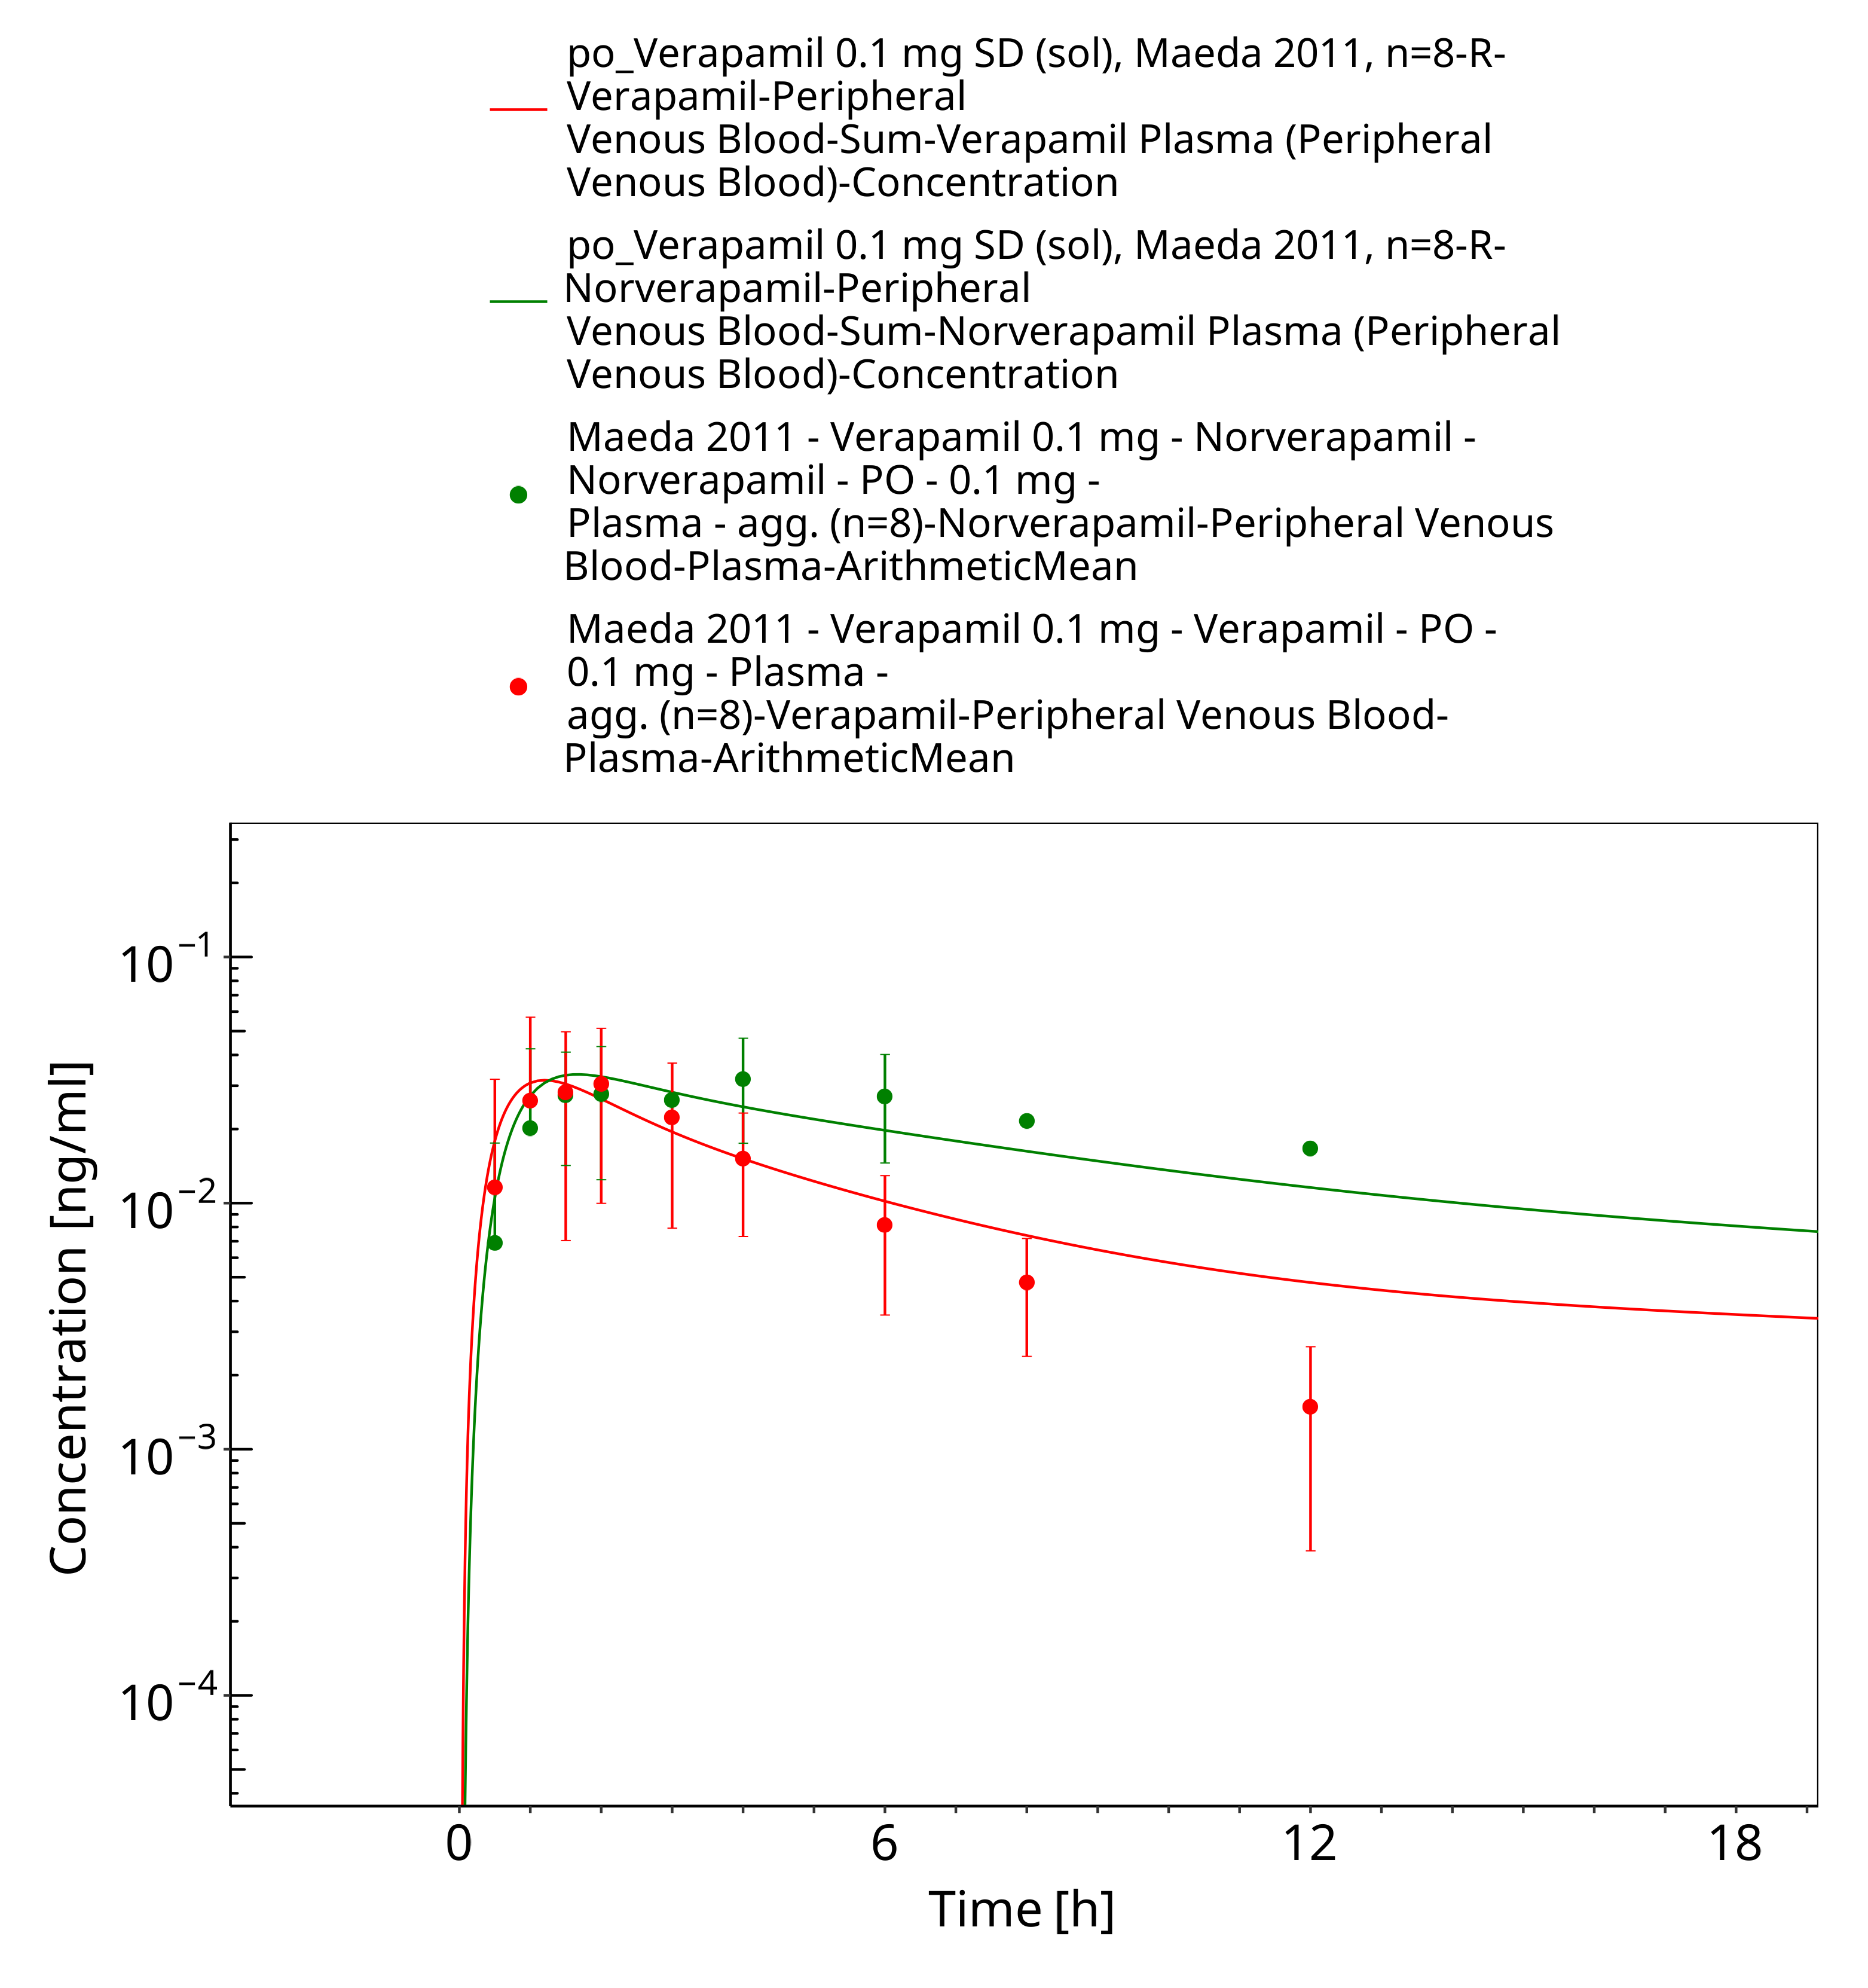 po_Verapamil 0.1 mg SD (sol), Maeda 2011, n=8-R-
Verapamil-Peripheral
Venous Blood-Sum-Verapamil Plasma (Peripheral
Venous Blood)-Concentration
po_Verapamil 0.1 mg SD (sol), Maeda 2011, n=8-R-
Norverapamil-Peripheral
Venous Blood-Sum-Norverapamil Plasma (Peripheral
Venous Blood)-Concentration
Maeda 2011 - Verapamil 0.1 mg - Norverapamil -
Norverapamil - PO - 0.1 mg -
Plasma - agg. (n=8)-Norverapamil-Peripheral Venous
Blood-Plasma-ArithmeticMean
Maeda 2011 - Verapamil 0.1 mg - Verapamil - PO -
0.1 mg - Plasma -
agg. (n=8)-Verapamil-Peripheral Venous Blood-
Plasma-ArithmeticMean
Concentration [ng/ml]
10⁻¹
10⁻²
10⁻³
10⁻⁴
0 6 12 18
Time [h]